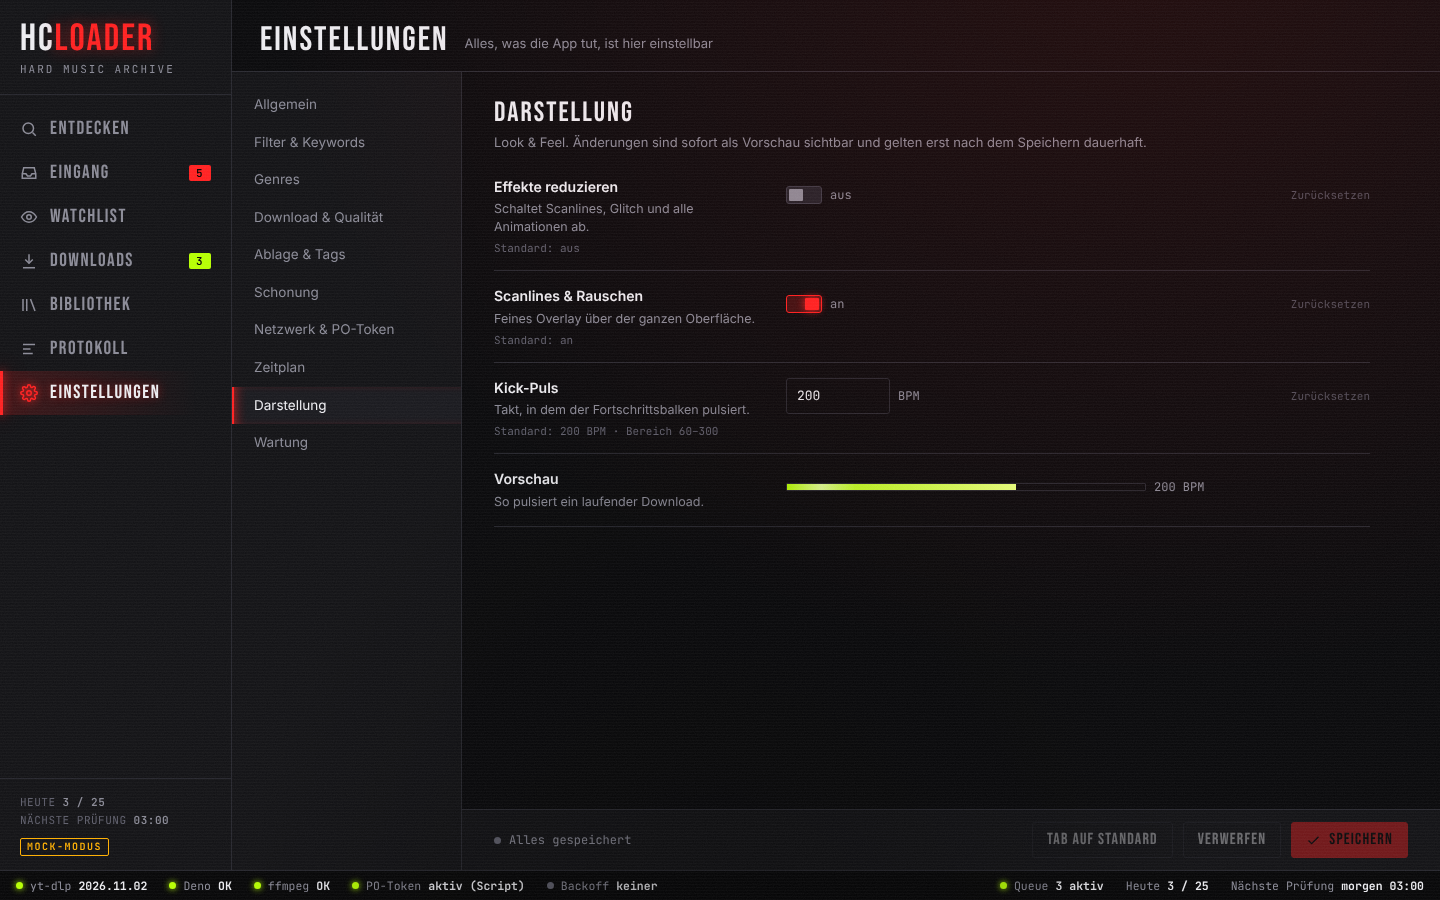 HCLOADER
HARD MUSIC ARCHIVE
ENTDECKEN
EINGANG 5
WATCHLIST
DOWNLOADS 3
BIBLIOTHEK
PROTOKOLL
EINSTELLUNGEN
HEUTE 3 / 25
NÄCHSTE PRÜFUNG 03:00
MOCK-MODUS
EINSTELLUNGEN Alles, was die App tut, ist hier einstellbar
Allgemein
Filter & Keywords
Genres
Download & Qualität
Ablage & Tags
Schonung
Netzwerk & PO-Token
Zeitplan
Darstellung
Wartung
DARSTELLUNG
Look & Feel. Änderungen sind sofort als Vorschau sichtbar und gelten erst nach dem Speichern dauerhaft.
Effekte reduzieren
Schaltet Scanlines, Glitch und alle
Animationen ab.
Standard: aus
aus
Zurücksetzen
Scanlines & Rauschen
Feines Overlay über der ganzen Oberfläche.
Standard: an
an
Zurücksetzen
Kick-Puls
Takt, in dem der Fortschrittsbalken pulsiert.
Standard: 200 BPM · Bereich 60–300
200 BPM
Zurücksetzen
Vorschau
So pulsiert ein laufender Download.
200 BPM
Alles gespeichert
TAB AUF STANDARD
VERWERFEN
SPEICHERN
yt-dlp 2026.11.02 Deno OK ffmpeg OK PO-Token aktiv (Script) Backoff keiner Queue 3 aktiv Heute 3 / 25 Nächste Prüfung morgen 03:00